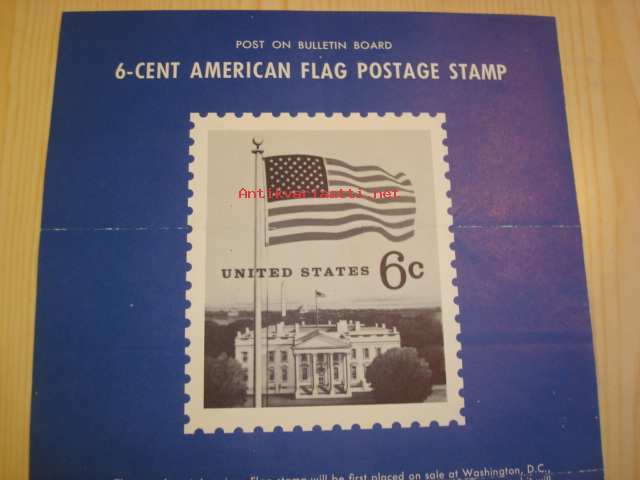 POST ON BULLETIN BOARD
6-CENT AMERICAN FLAG POSTAGE STAMP
Antikvariaatti.net
UNITED STATES 6c
Flag stamp will be first placed on sale at Washington, D.C.,